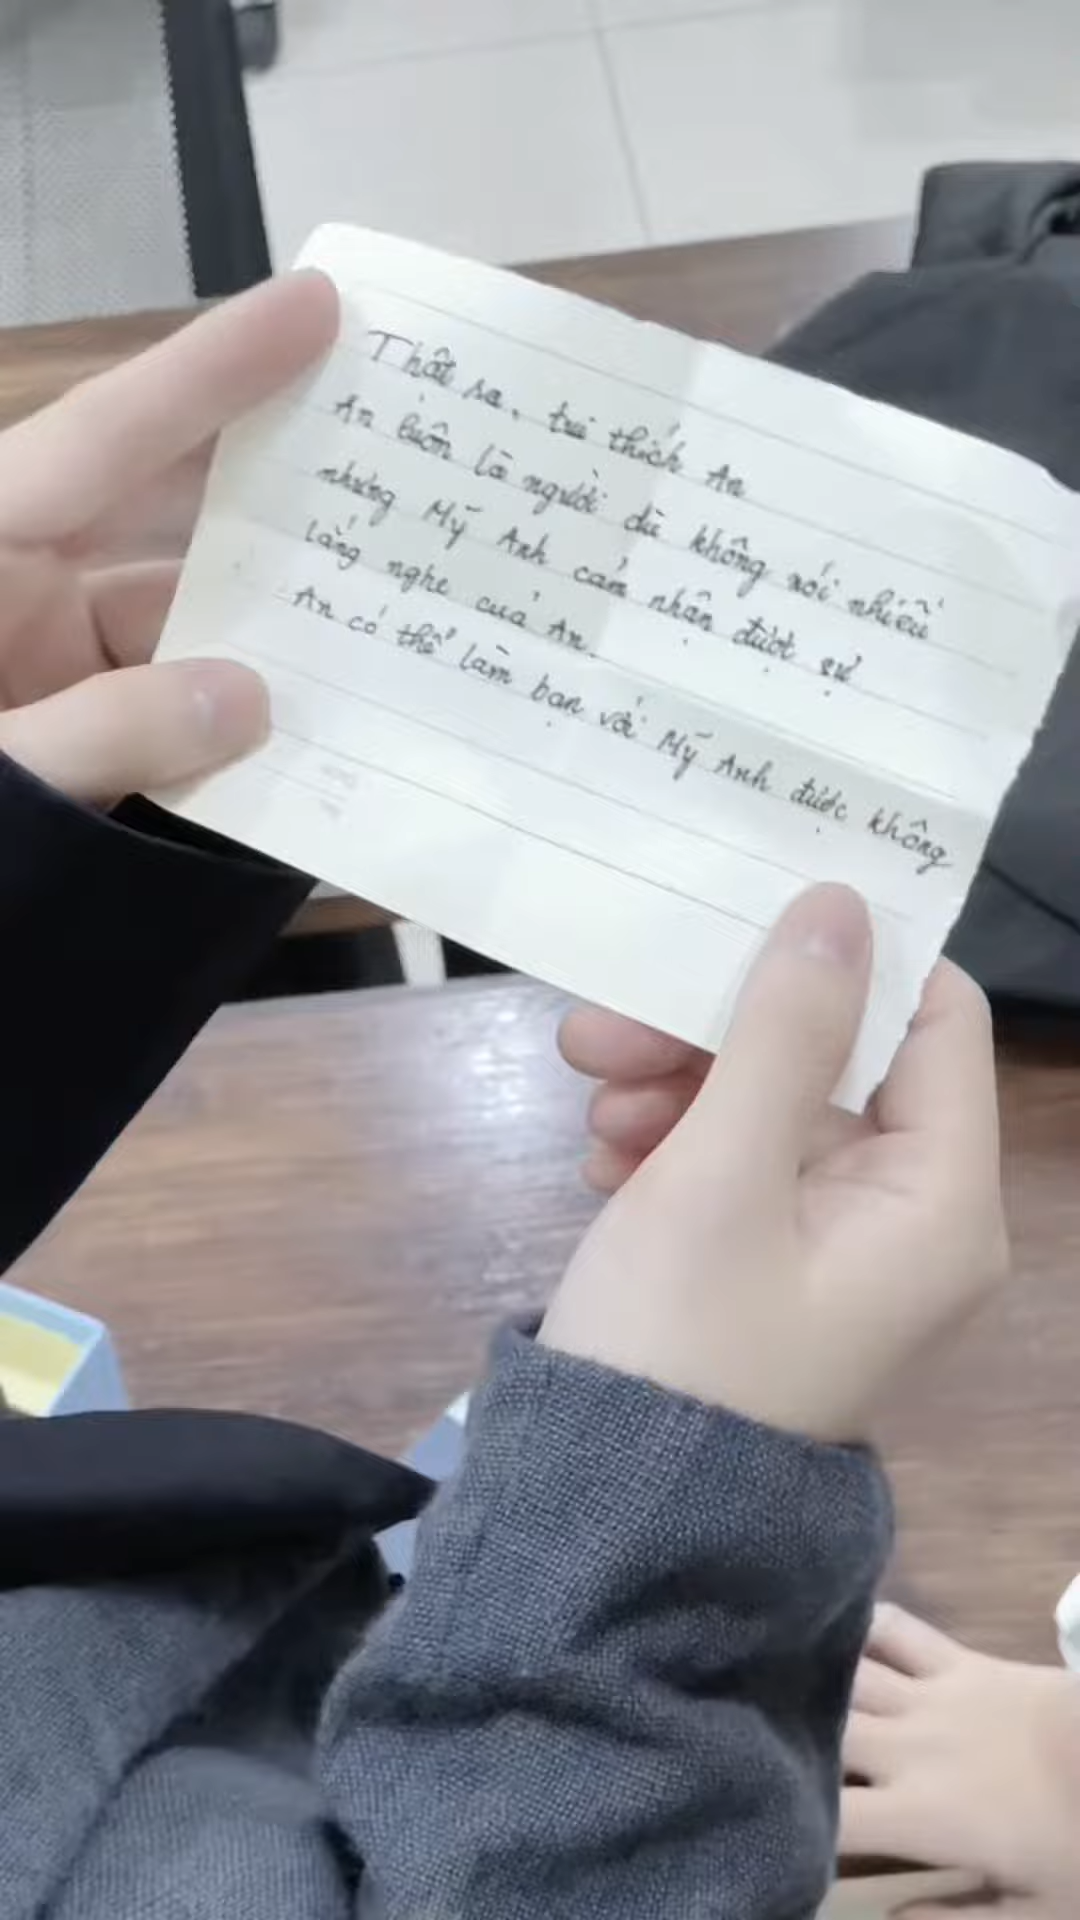 Thật ra, tui thích An
An luôn là người dù không nói nhiều
nhưng Mỹ Anh cảm nhận được sự
lắng nghe của An.
An có thể làm bạn với Mỹ Anh được không